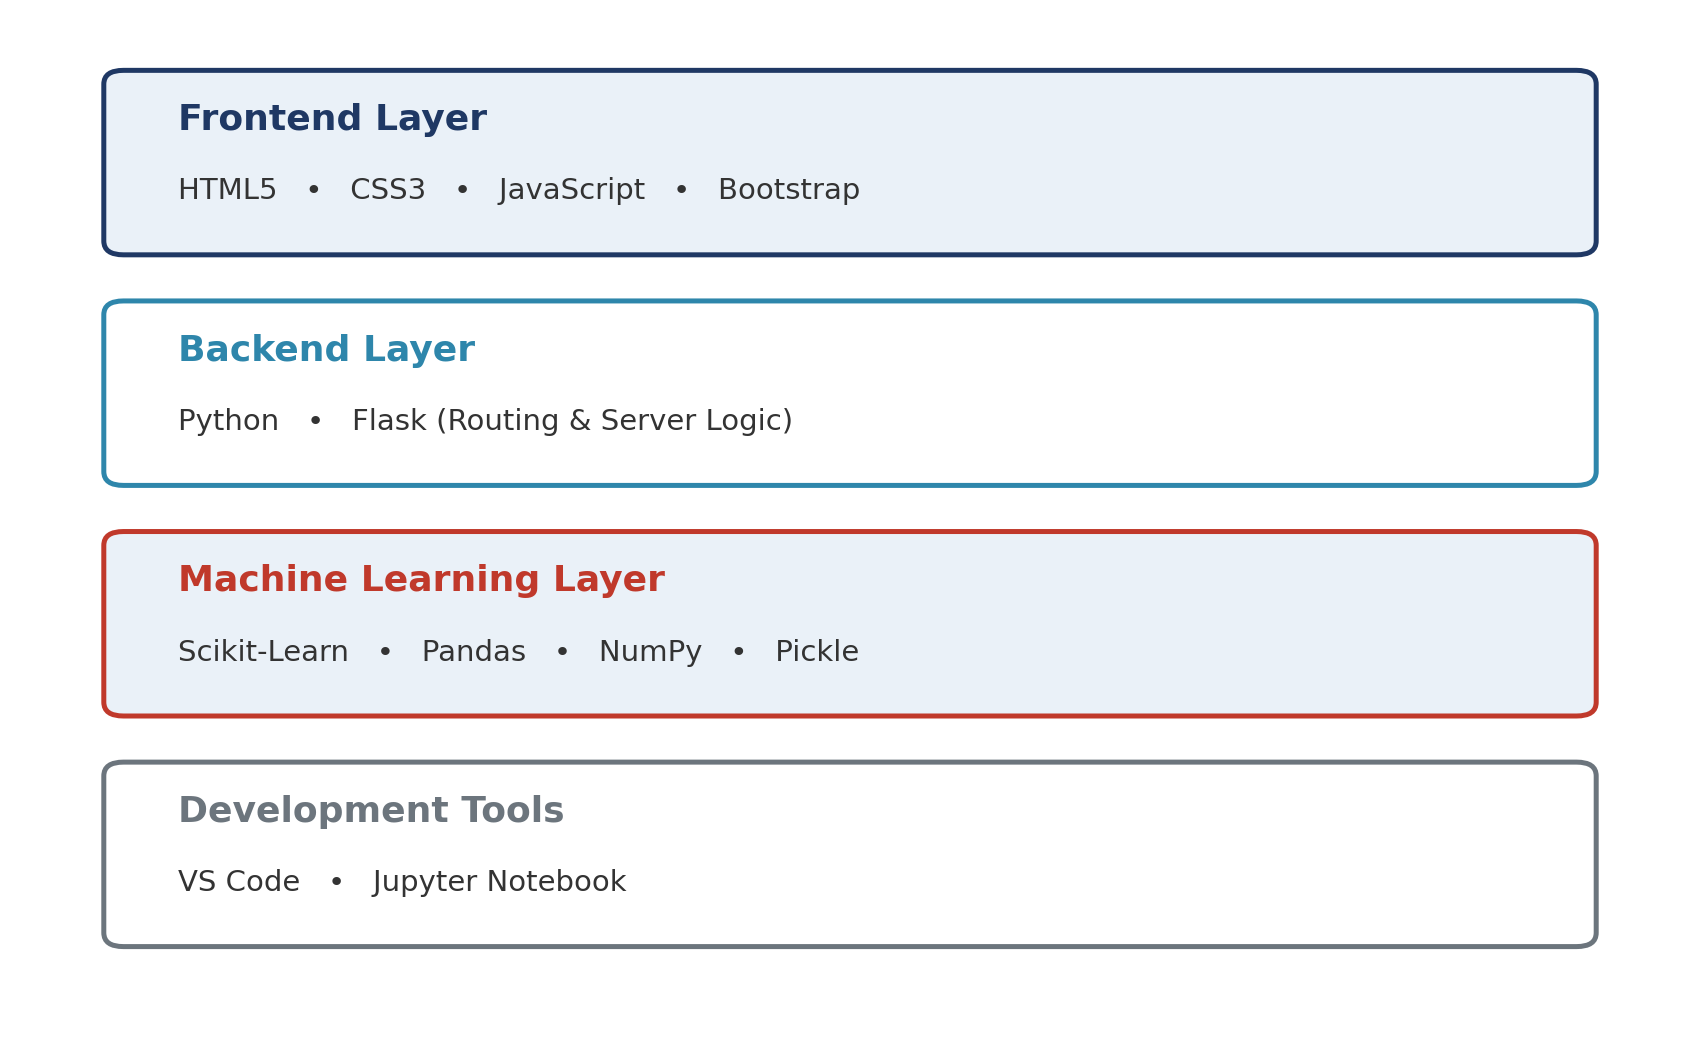 Frontend Layer
HTML5 • CSS3 • JavaScript • Bootstrap
Backend Layer
Python • Flask (Routing & Server Logic)
Machine Learning Layer
Scikit-Learn • Pandas • NumPy • Pickle
Development Tools
VS Code • Jupyter Notebook